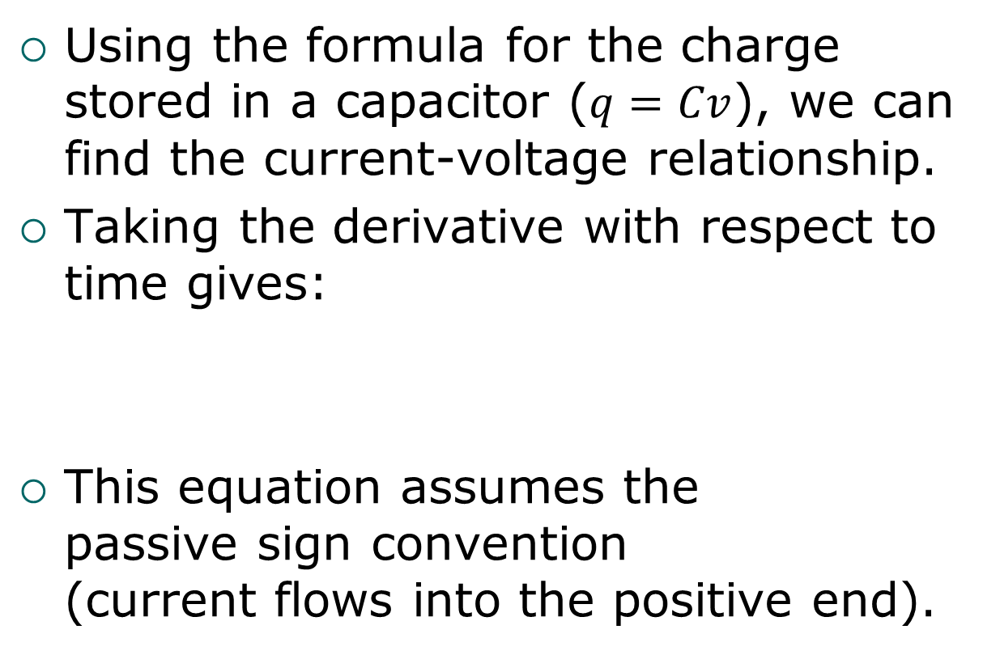 ○ Using the formula for the charge
stored in a capacitor (q = Cv), we can
find the current-voltage relationship.
○ Taking the derivative with respect to
time gives:
○ This equation assumes the
passive sign convention
(current flows into the positive end).